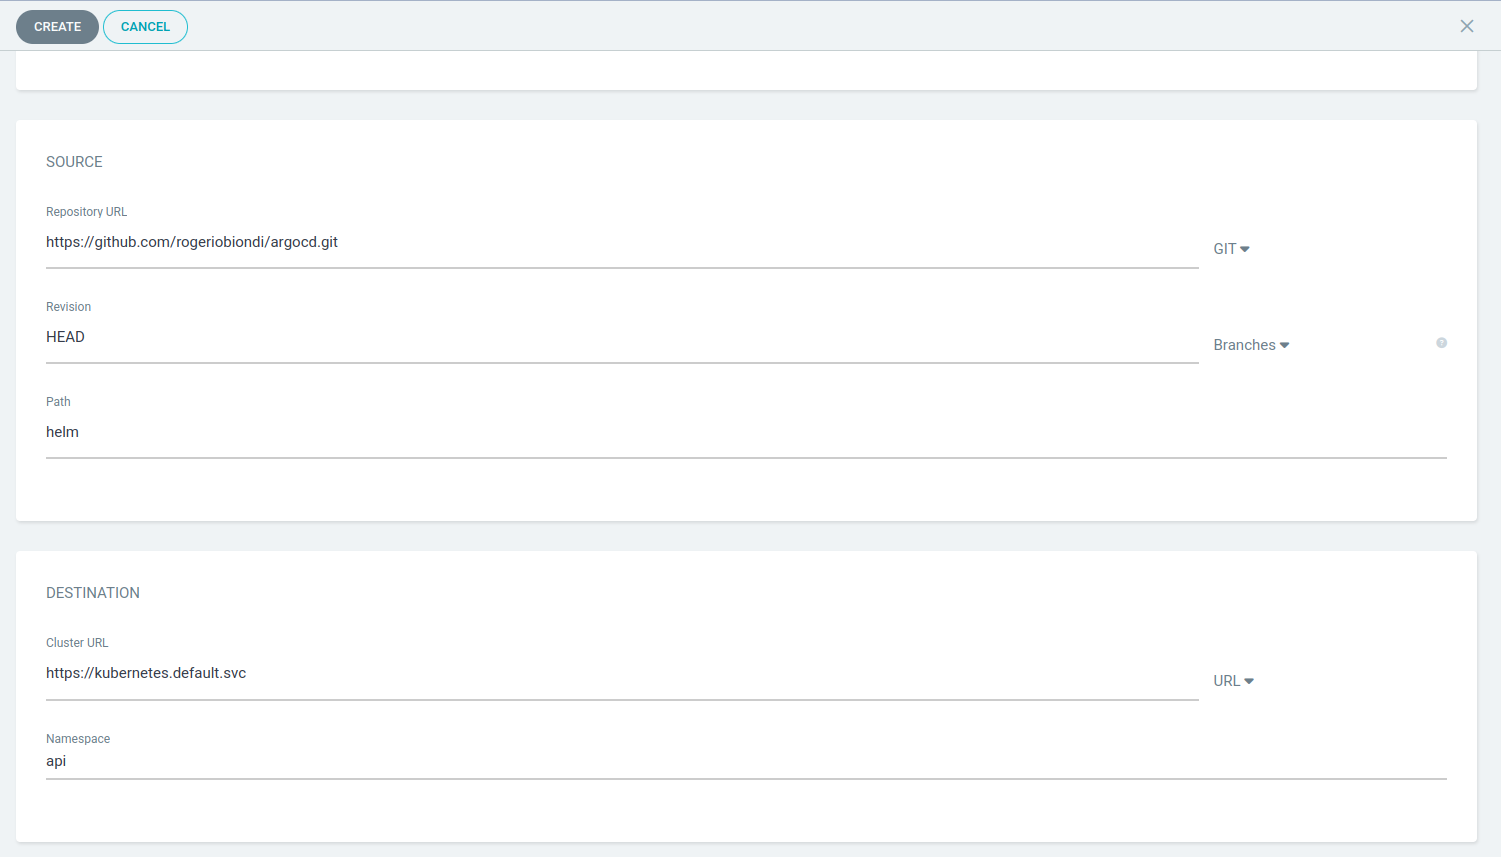 CREATE CANCEL
SOURCE
Repository URL
https://github.com/rogeriobiondi/argocd.git
GIT
Revision
HEAD
Branches
?
Path
helm
DESTINATION
Cluster URL
https://kubernetes.default.svc
URL
Namespace
api